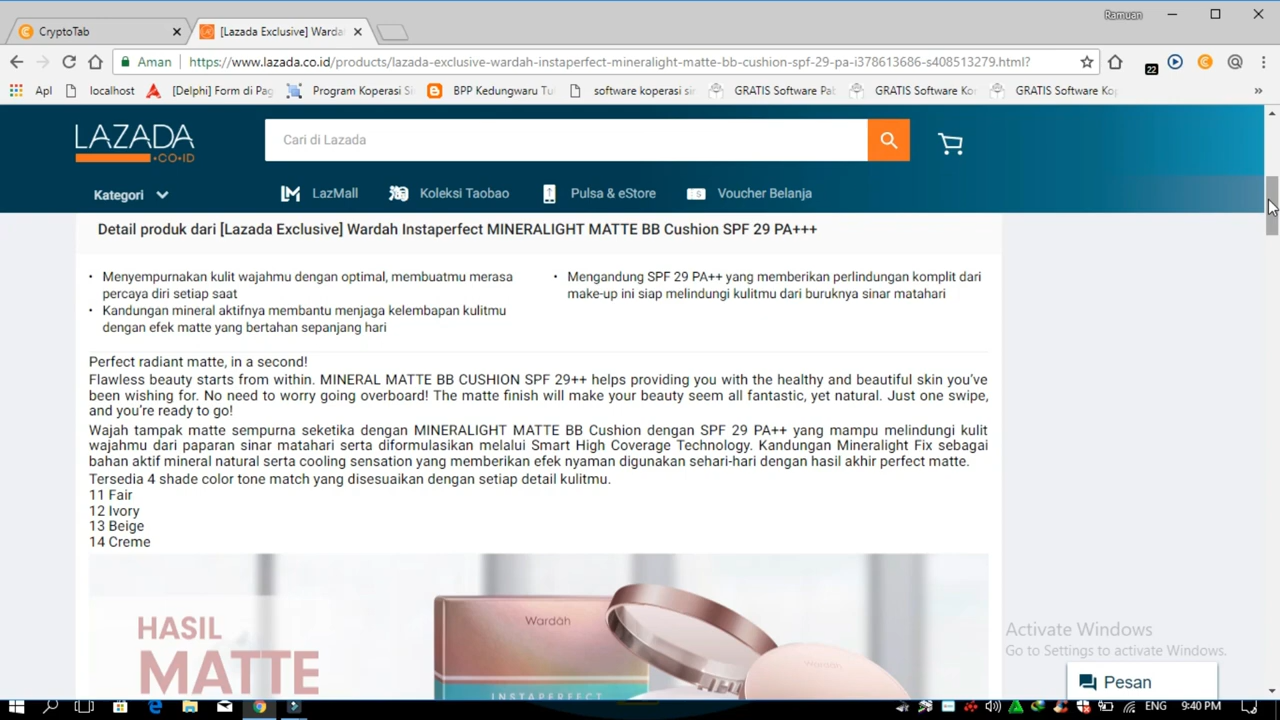 Ramuan
CryptoTab
[Lazada Exclusive] Warda
Aman
https://www.lazada.co.id/products/lazada-exclusive-wardah-instaperfect-mineralight-matte-bb-cushion-spf-29-pa-i378613686-s408513279.html?
22
Apl
localhost
[Delphi] Form di Pag
Program Koperasi Si
BPP Kedungwaru Tu
software koperasi sir
GRATIS Software Pab
GRATIS Software Kor
GRATIS Software Kop
»
LAZADA
.CO.ID
Cari di Lazada
Kategori
LazMall
Koleksi Taobao
Pulsa & eStore
Voucher Belanja
Detail produk dari [Lazada Exclusive] Wardah Instaperfect MINERALIGHT MATTE BB Cushion SPF 29 PA+++
• Menyempurnakan kulit wajahmu dengan optimal, membuatmu merasa
percaya diri setiap saat
• Kandungan mineral aktifnya membantu menjaga kelembapan kulitmu
dengan efek matte yang bertahan sepanjang hari
• Mengandung SPF 29 PA++ yang memberikan perlindungan komplit dari
make-up ini siap melindungi kulitmu dari buruknya sinar matahari
Perfect radiant matte, in a second!
Flawless beauty starts from within. MINERAL MATTE BB CUSHION SPF 29++ helps providing you with the healthy and beautiful skin you've
been wishing for. No need to worry going overboard! The matte finish will make your beauty seem all fantastic, yet natural. Just one swipe,
and you're ready to go!
Wajah tampak matte sempurna seketika dengan MINERALIGHT MATTE BB Cushion dengan SPF 29 PA++ yang mampu melindungi kulit
wajahmu dari paparan sinar matahari serta diformulasikan melalui Smart High Coverage Technology. Kandungan Mineralight Fix sebagai
bahan aktif mineral natural serta cooling sensation yang memberikan efek nyaman digunakan sehari-hari dengan hasil akhir perfect matte.
Tersedia 4 shade color tone match yang disesuaikan dengan setiap detail kulitmu.
11 Fair
12 Ivory
13 Beige
14 Creme
HASIL
MATTE
Wardah
INSTAPERFECT
wardah
Activate Windows
Go to Settings to activate Windows.
Pesan
ENG
9:40 PM